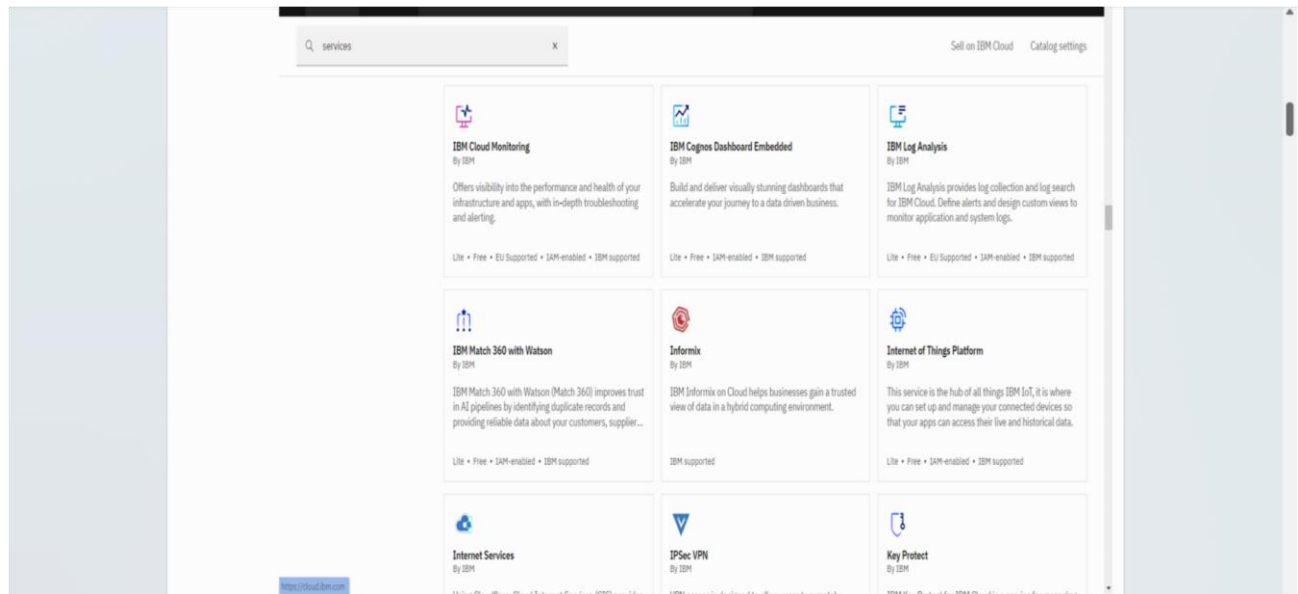 services x
Sell on IBM Cloud Catalog settings
IBM Cloud Monitoring
By IBM
Offers visibility into the performance and health of your
infrastructure and apps, with in-depth troubleshooting
and alerting.
Lite • Free • EU Supported • IAM-enabled • IBM supported
IBM Cognos Dashboard Embedded
By IBM
Build and deliver visually stunning dashboards that
accelerate your journey to a data driven business.
Lite • Free • IAM-enabled • IBM supported
IBM Log Analysis
By IBM
IBM Log Analysis provides log collection and log search
for IBM Cloud. Define alerts and design custom views to
monitor application and system logs.
Lite • Free • EU Supported • IAM-enabled • IBM supported
IBM Match 360 with Watson
By IBM
IBM Match 360 with Watson (Match 360) improves trust
in AI pipelines by identifying duplicate records and
providing reliable data about your customers, supplier...
Lite • Free • IAM-enabled • IBM supported
Informix
By IBM
IBM Informix on Cloud helps businesses gain a trusted
view of data in a hybrid computing environment.
IBM supported
Internet of Things Platform
By IBM
This service is the hub of all things IBM IoT, it is where
you can set up and manage your connected devices so
that your apps can access their live and historical data.
Lite • Free • IAM-enabled • IBM supported
Internet Services
By IBM
IPSec VPN
By IBM
Key Protect
By IBM
https://cloud.ibm.com